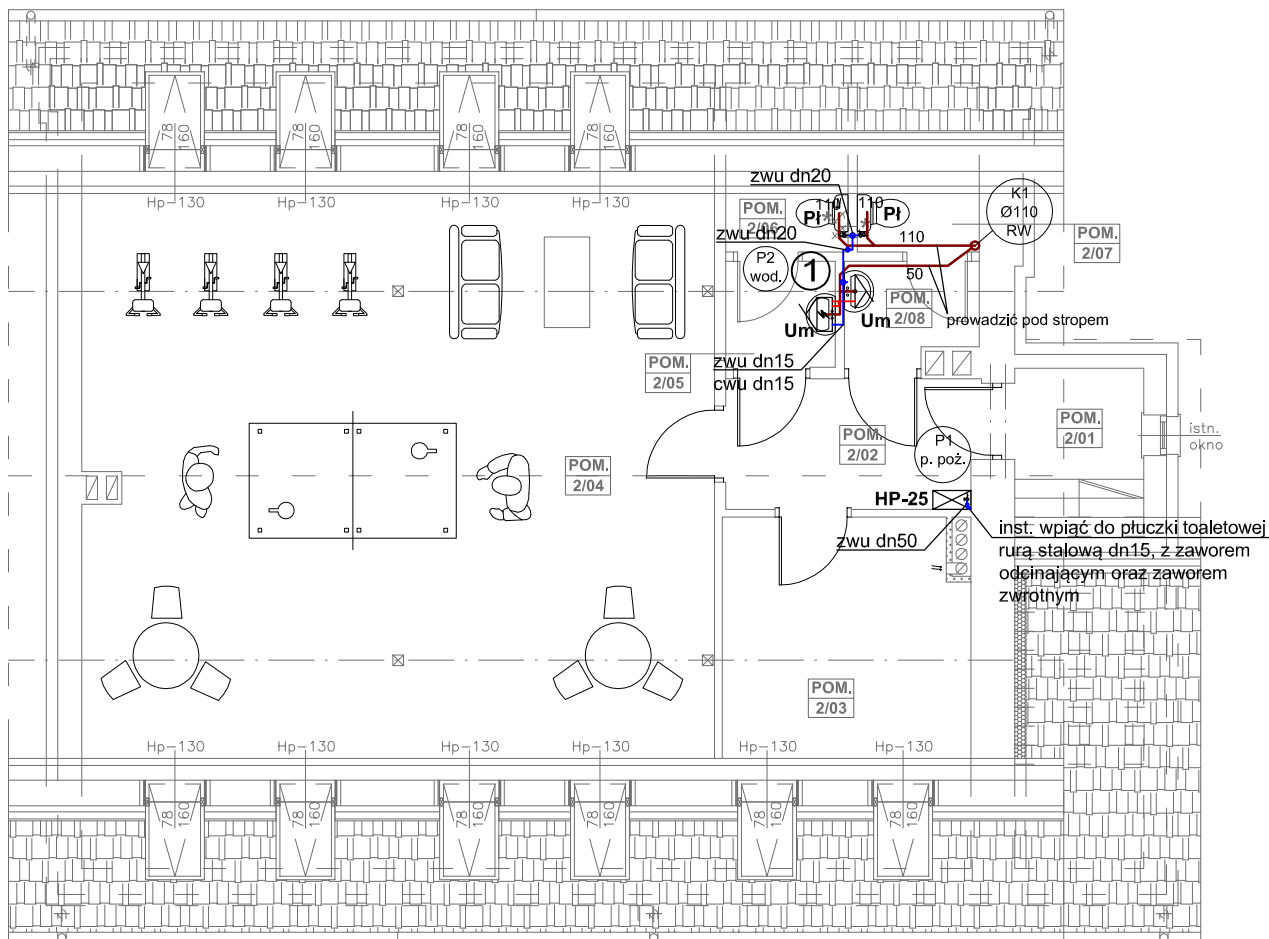 78
160
78
160
78
160
78
160
Hp-130
Hp-130
Hp-130
Hp-130
zwu dn20
110
110
Pł
Pł
POM.
2/06
zwu dn20
K1
Ø110
RW
110
POM.
2/07
P2
wod.
1
50
POM.
2/08
prowadzić pod stropem
Um
Um
zwu dn15
cwu dn15
POM.
2/05
POM.
2/01
istn.
okno
POM.
2/02
P1
p. poż.
POM.
2/04
HP-25
zwu dn50
inst. wpiąć do płuczki toaletowej
rurą stalową dn15, z zaworem
odcinającym oraz zaworem
zwrotnym
POM.
2/03
Hp-130
Hp-130
Hp-130
Hp-130
Hp-130
Hp-130
78
160
78
160
78
160
78
160
78
160
78
160